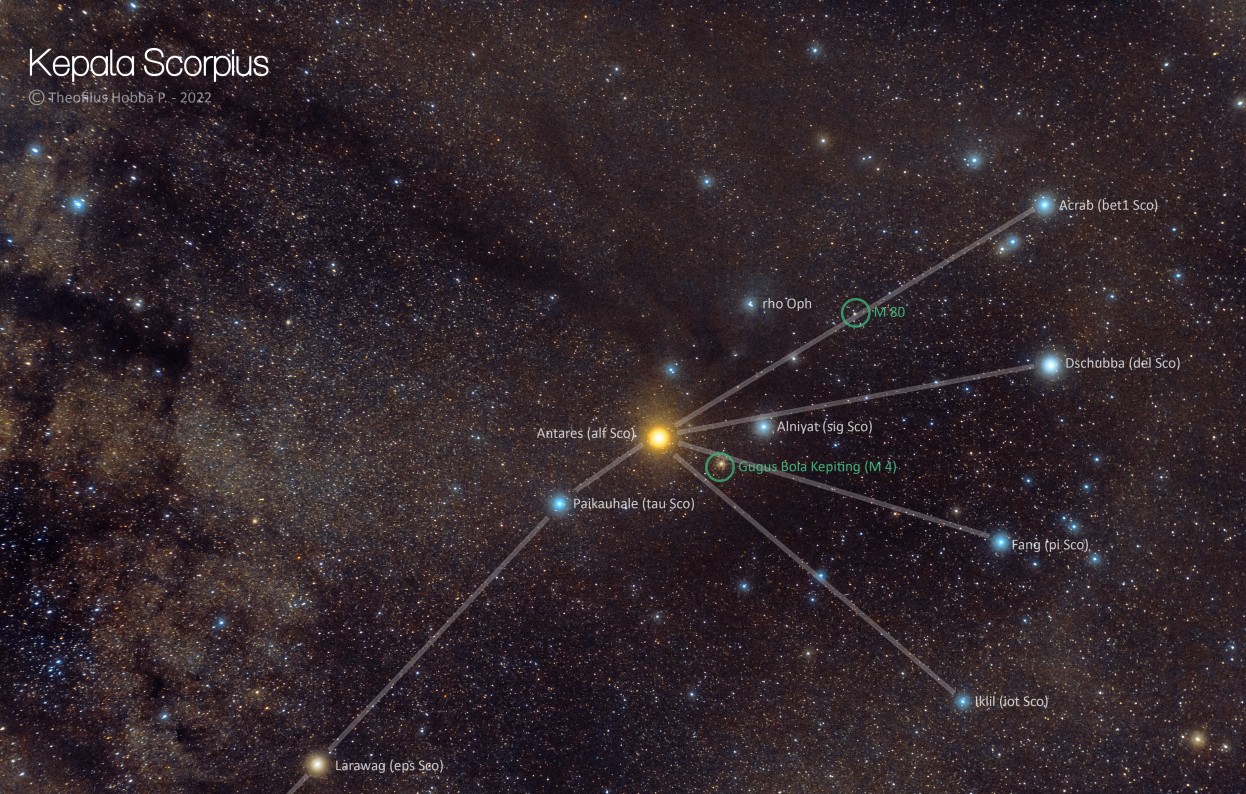 Kepala Scorpius
© Theofilus Hobba P. - 2022
Acrab (bet1 Sco)
rho Oph
M 80
Dschubba (del Sco)
Antares (alf Sco)
Alniyat (sig Sco)
Gugus Bola Kepiting (M 4)
Paikauhale (tau Sco)
Fang (pi Sco)
Iklil (iot Sco)
Larawag (eps Sco)